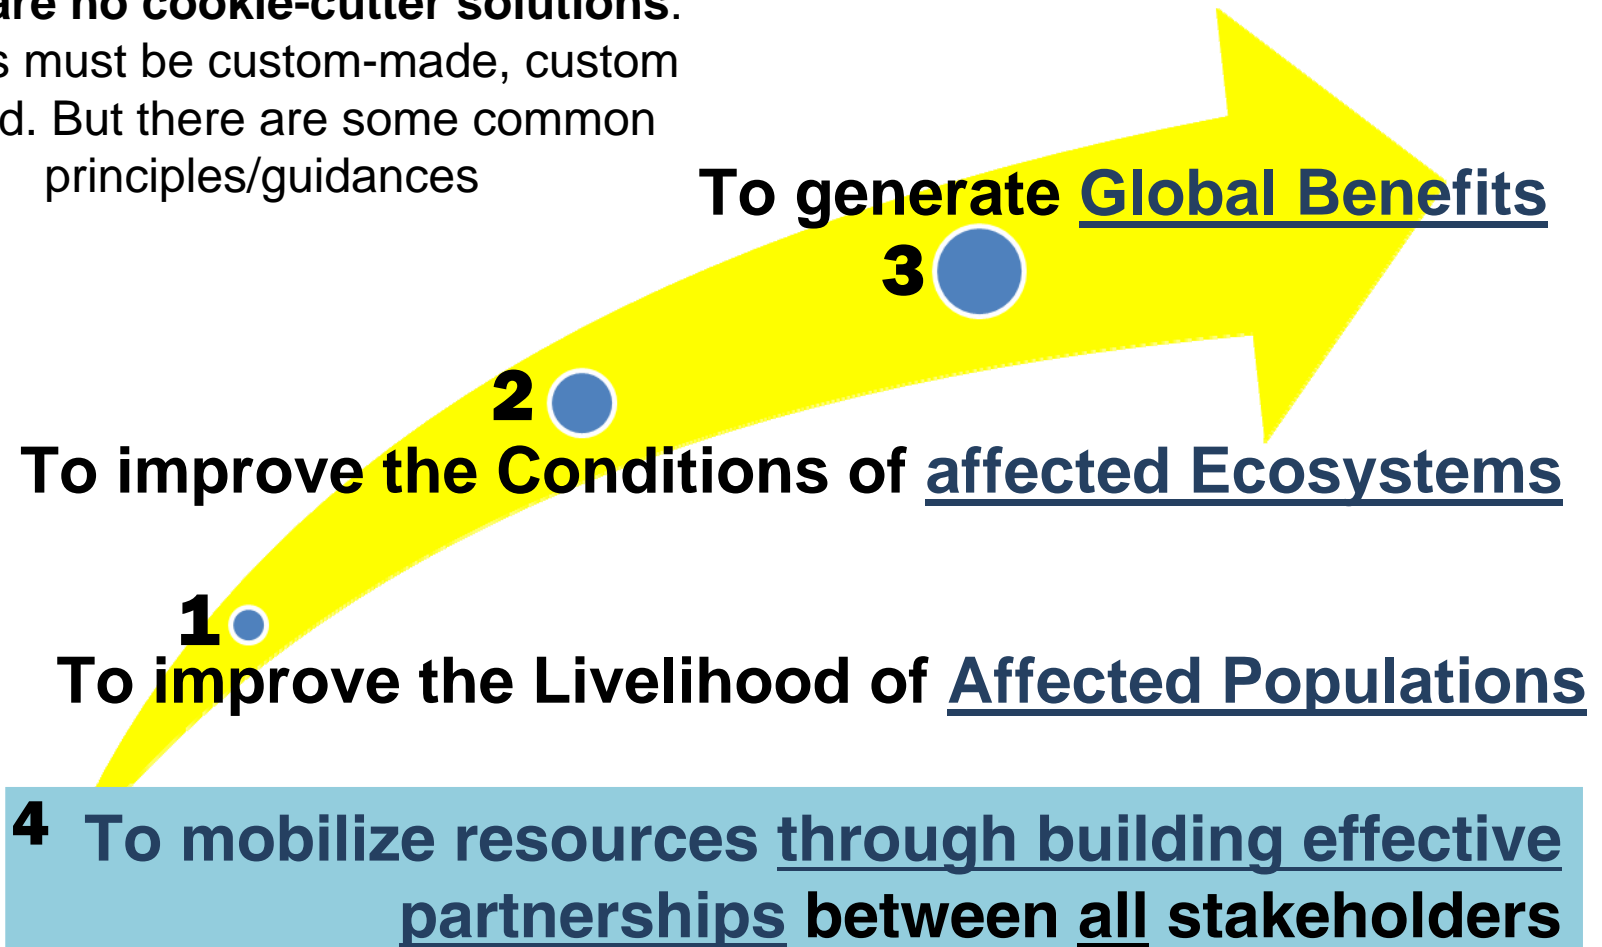 are no cookie-cutter solutions.
must be custom-made, custom
But there are some common
principles/guidances
To generate Global Benefits
3
2
To improve the Conditions of affected Ecosystems
1
To improve the Livelihood of Affected Populations
4 To mobilize resources through building effective
partnerships between all stakeholders